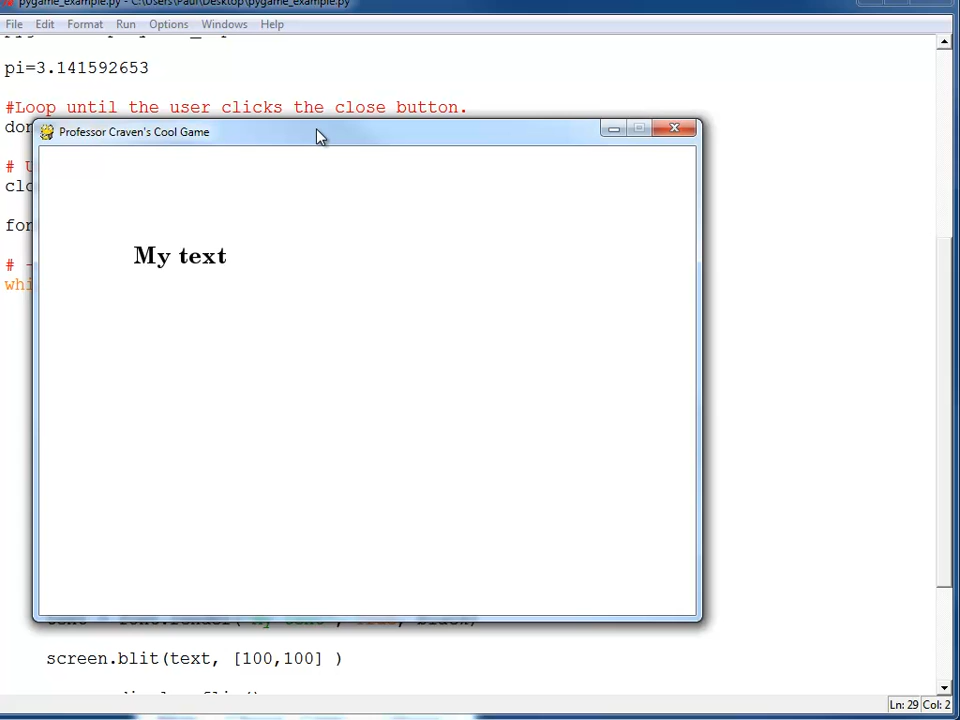 pygame_example.py - C:\Users\Paul\Desktop\pygame_example.py
File Edit Format Run Options Windows Help
pi=3.141592653
#Loop until the user clicks the close button.
Professor Craven's Cool Game
My text
screen.blit(text, [100,100] )
Ln: 29 Col: 2